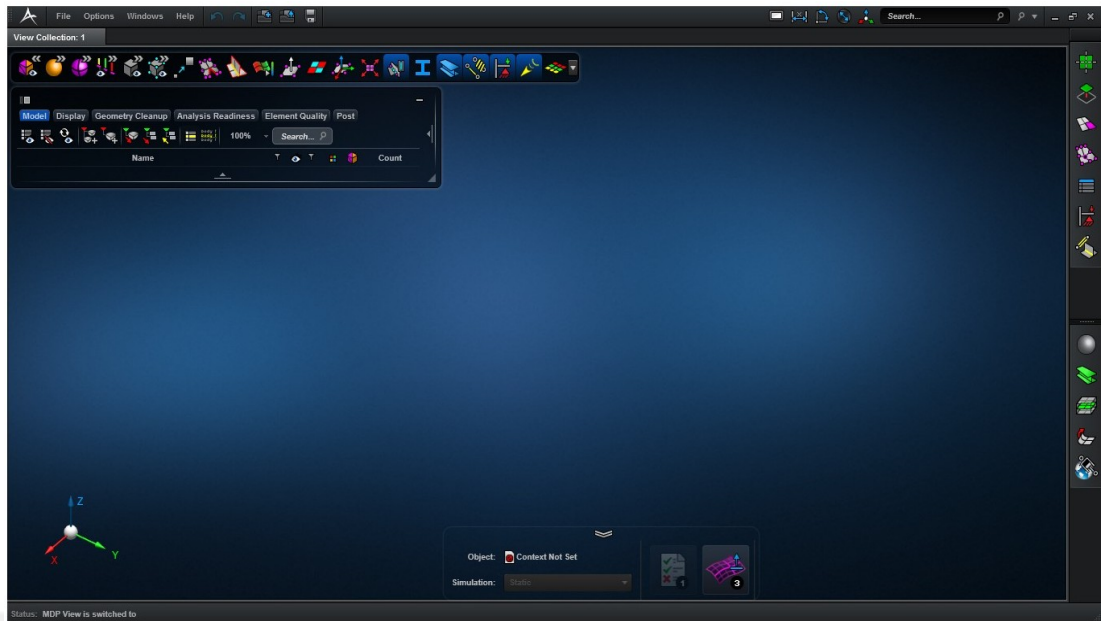 File Options Windows Help
Search...
View Collection: 1
Model Display Geometry Cleanup Analysis Readiness Element Quality Post
100% Search...
Name Count
Z
X
Y
Object: Context Not Set
Simulation: Static
1
3
Status: MDP View is switched to